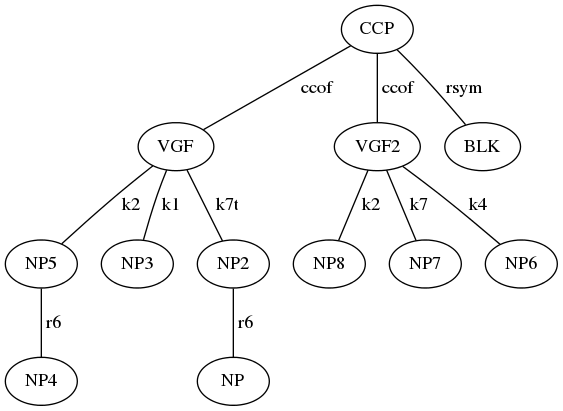 CCP
ccof ccof rsym
VGF VGF2 BLK
k2 k1 k7t k2 k7 k4
NP5 NP3 NP2 NP8 NP7 NP6
r6 r6
NP4 NP